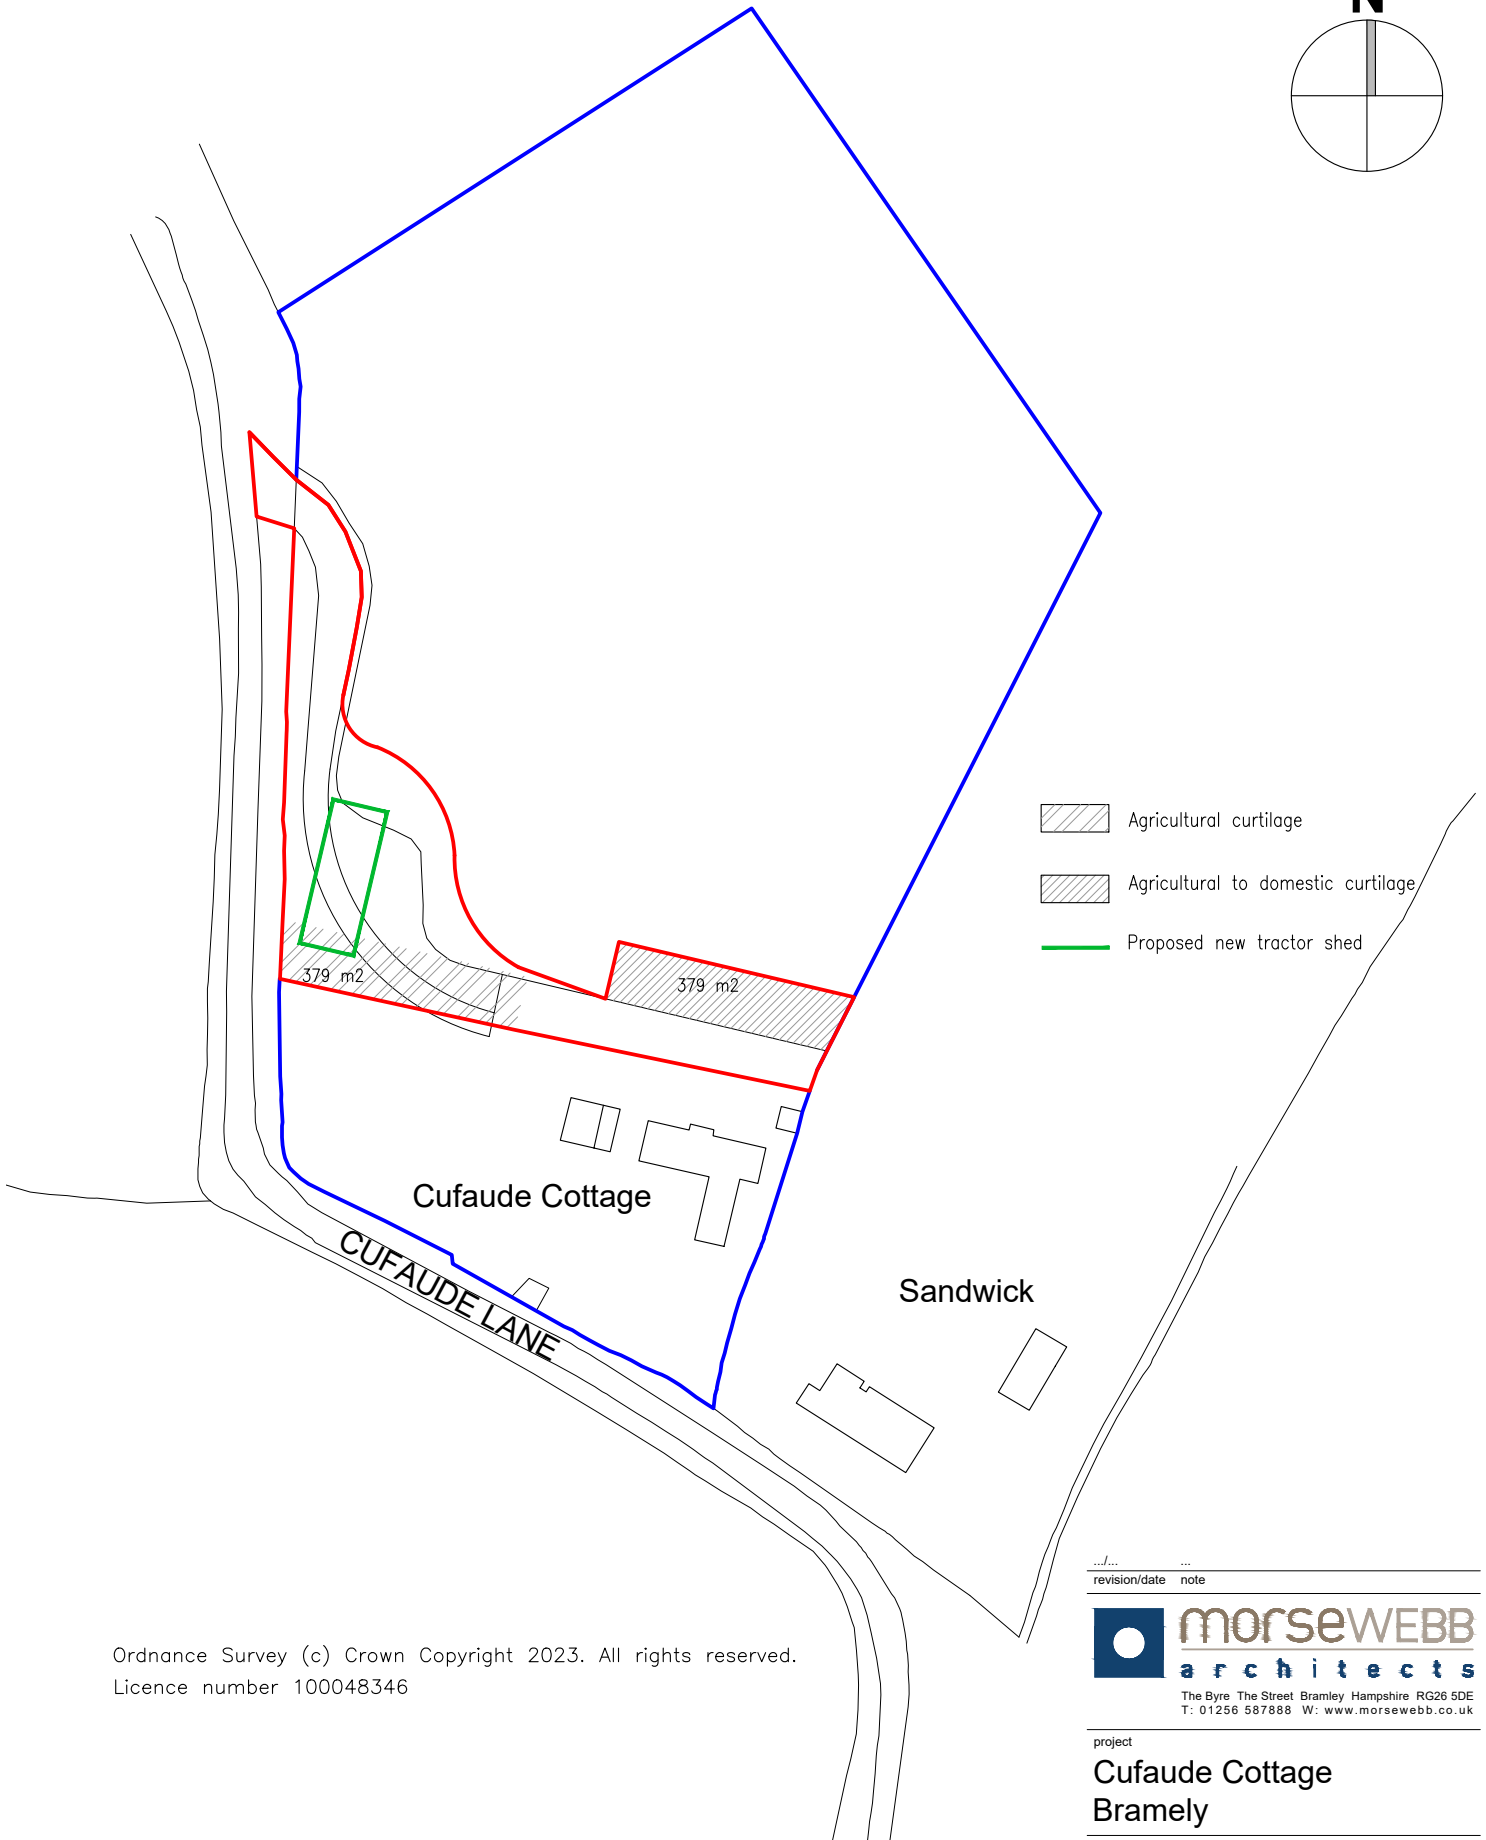 N
Agricultural curtilage
Agricultural to domestic curtilage
Proposed new tractor shed
379 m2
379 m2
Cufaude Cottage
CUFAUDE LANE
Sandwick
.../... ...
revision/date note
morseWEBB
architects
The Byre The Street Bramley Hampshire RG26 5DE
T: 01256 587888 W: www.morsewebb.co.uk
project
Cufaude Cottage
Bramely
Ordnance Survey (c) Crown Copyright 2023. All rights reserved.
Licence number 100048346